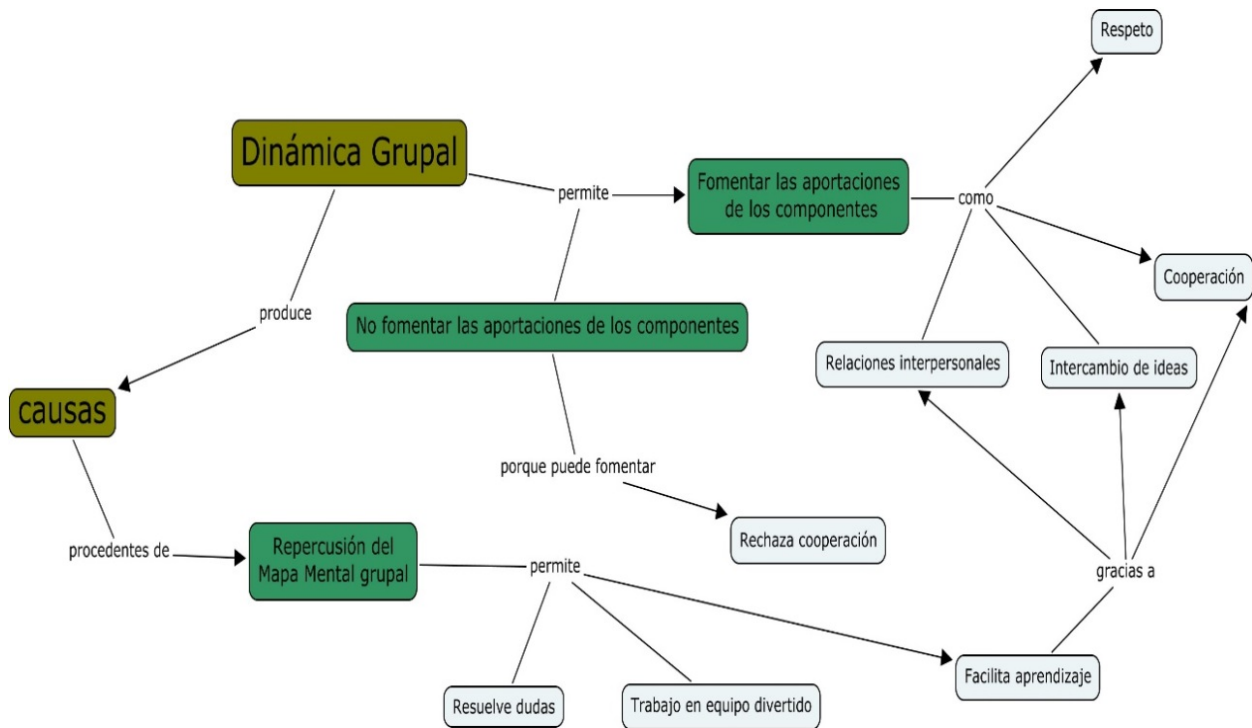 Respeto
Dinámica Grupal
permite
Fomentar las aportaciones
de los componentes
como
Cooperación
produce
No fomentar las aportaciones de los componentes
Relaciones interpersonales
Intercambio de ideas
causas
porque puede fomentar
Rechaza cooperación
procedentes de
Repercusión del
Mapa Mental grupal
permite
gracias a
Resuelve dudas
Trabajo en equipo divertido
Facilita aprendizaje